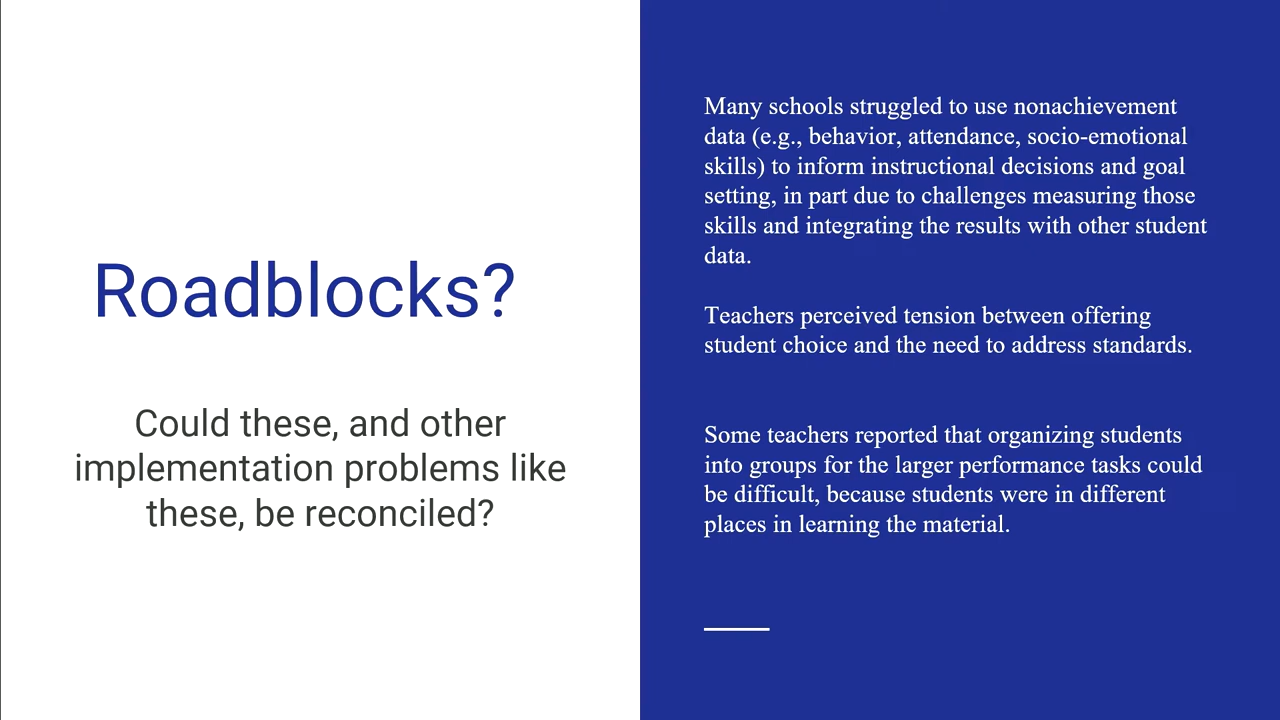 Roadblocks?
Could these, and other
implementation problems like
these, be reconciled?
Many schools struggled to use nonachievement
data (e.g., behavior, attendance, socio-emotional
skills) to inform instructional decisions and goal
setting, in part due to challenges measuring those
skills and integrating the results with other student
data.
Teachers perceived tension between offering
student choice and the need to address standards.
Some teachers reported that organizing students
into groups for the larger performance tasks could
be difficult, because students were in different
places in learning the material.